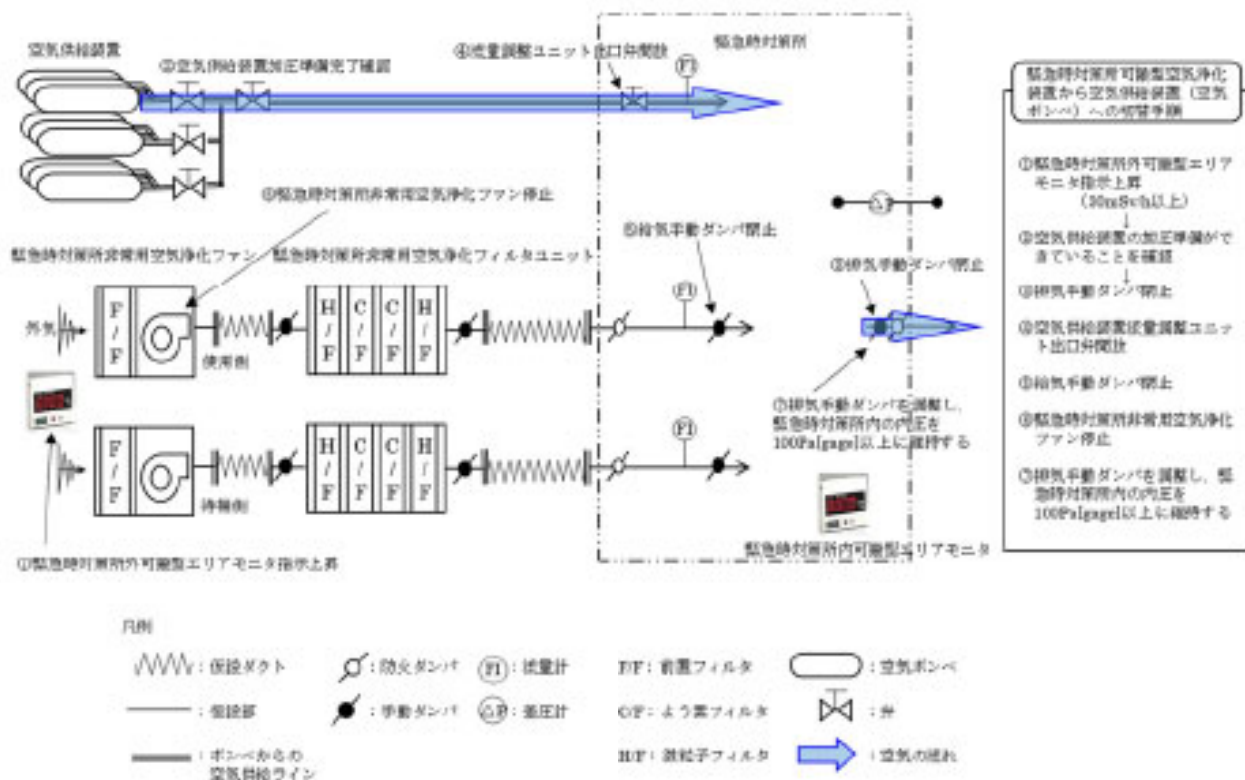 空気供給装置
②空気供給装置加圧準備完了確認
④流量調整ユニット出口弁開放
緊急時対策所
FI
緊急時対策所可搬型空気浄化
装置から空気供給装置（空気
ボンベ）への切替手順
①緊急時対策所外可搬型エリア
モニタ指示上昇
(30mSv/h以上)
↓
②空気供給装置の加圧準備がで
きていることを確認
↓
③排気手動ダンパ閉止
④空気供給装置流量調整ユニッ
ト出口弁開放
⑤給気手動ダンパ閉止
⑥緊急時対策所非常用空気浄化
ファン停止
⑦排気手動ダンパを調整し、緊
急時対策所内の内圧を
100Pa[gage]以上に維持する
⑥緊急時対策所非常用空気浄化ファン停止
△P
⑤給気手動ダンパ閉止
③排気手動ダンパ閉止
緊急時対策所非常用空気浄化ファン
緊急時対策所非常用空気浄化フィルタユニット
外気
F/F
使用側
H/F
C/F
C/F
H/F
FI
⑦排気手動ダンパを調整し、
緊急時対策所内の内圧を
100Pa[gage]以上に維持する
F/F
待機側
H/F
C/F
C/F
H/F
FI
緊急時対策所内可搬型エリアモニタ
①緊急時対策所外可搬型エリアモニタ指示上昇
凡例
：仮設ダクト
：防火ダンパ
FI：流量計
F/F：前置フィルタ
：空気ボンベ
：仮設部
：手動ダンパ
△P：差圧計
C/F：よう素フィルタ
：弁
：ボンベからの
空気供給ライン
H/F：微粒子フィルタ
：空気の流れ